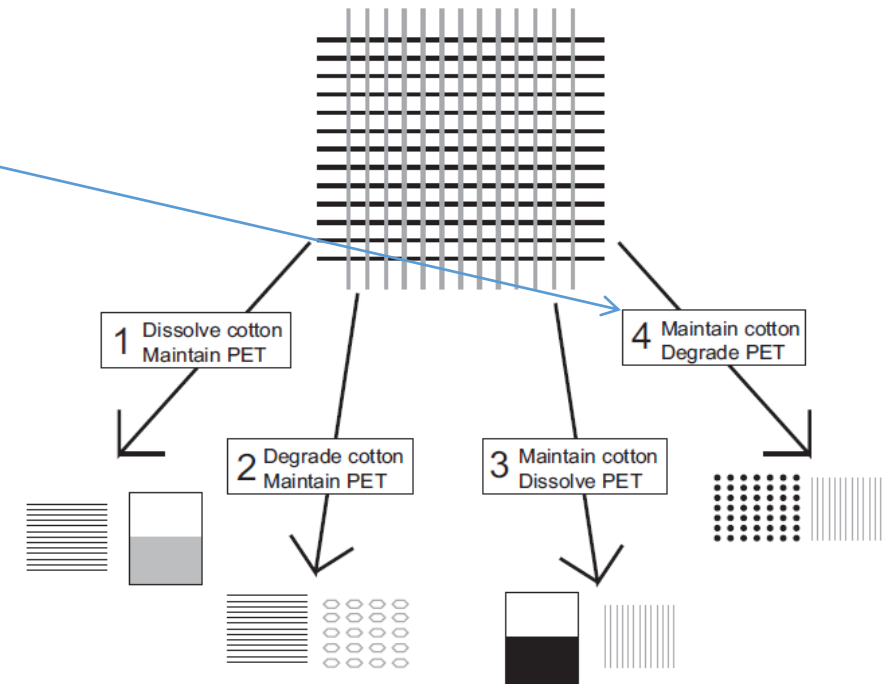 1 Dissolve cotton
Maintain PET
2 Degrade cotton
Maintain PET
3 Maintain cotton
Dissolve PET
4 Maintain cotton
Degrade PET